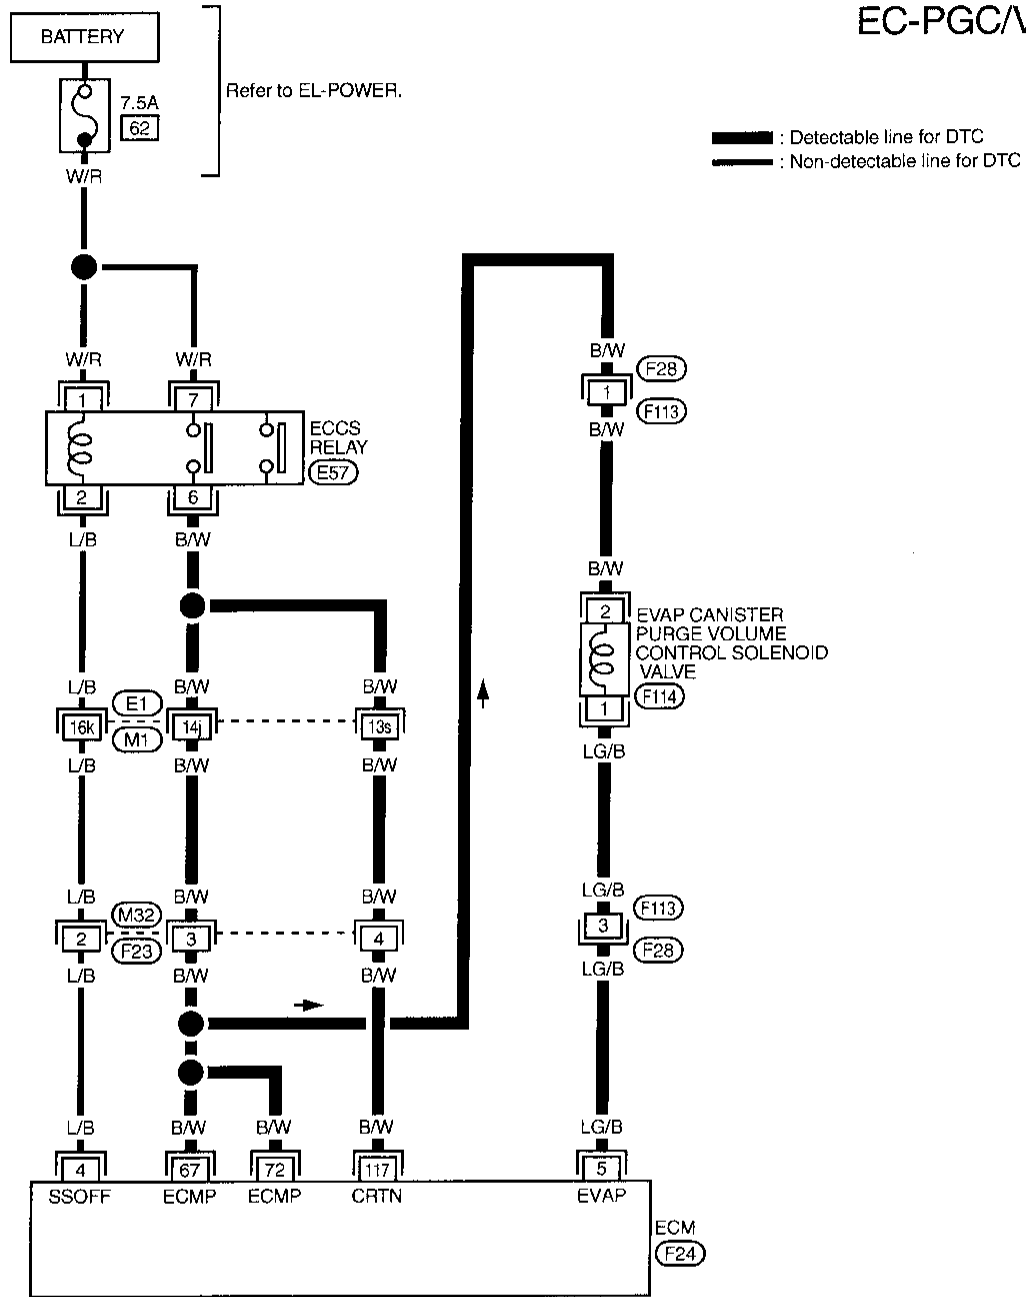 EC-PGC/V
BATTERY
Refer to EL-POWER.
7.5A
62
: Detectable line for DTC
: Non-detectable line for DTC
W/R
W/R
W/R
B/W
F28
1
F113
B/W
1
7
ECCS
RELAY
E57
2
6
L/B
B/W
B/W
2
EVAP CANISTER
PURGE VOLUME
CONTROL SOLENOID
VALVE
F114
1
LG/B
L/B
E1
B/W
B/W
16k
M1
14j
13s
L/B
B/W
B/W
L/B
M32
B/W
B/W
2
F23
3
4
L/B
B/W
B/W
LG/B
F113
3
F28
LG/B
L/B
B/W
B/W
B/W
LG/B
4
67
72
117
5
SSOFF
ECMP
ECMP
CRTN
EVAP
ECM
F24